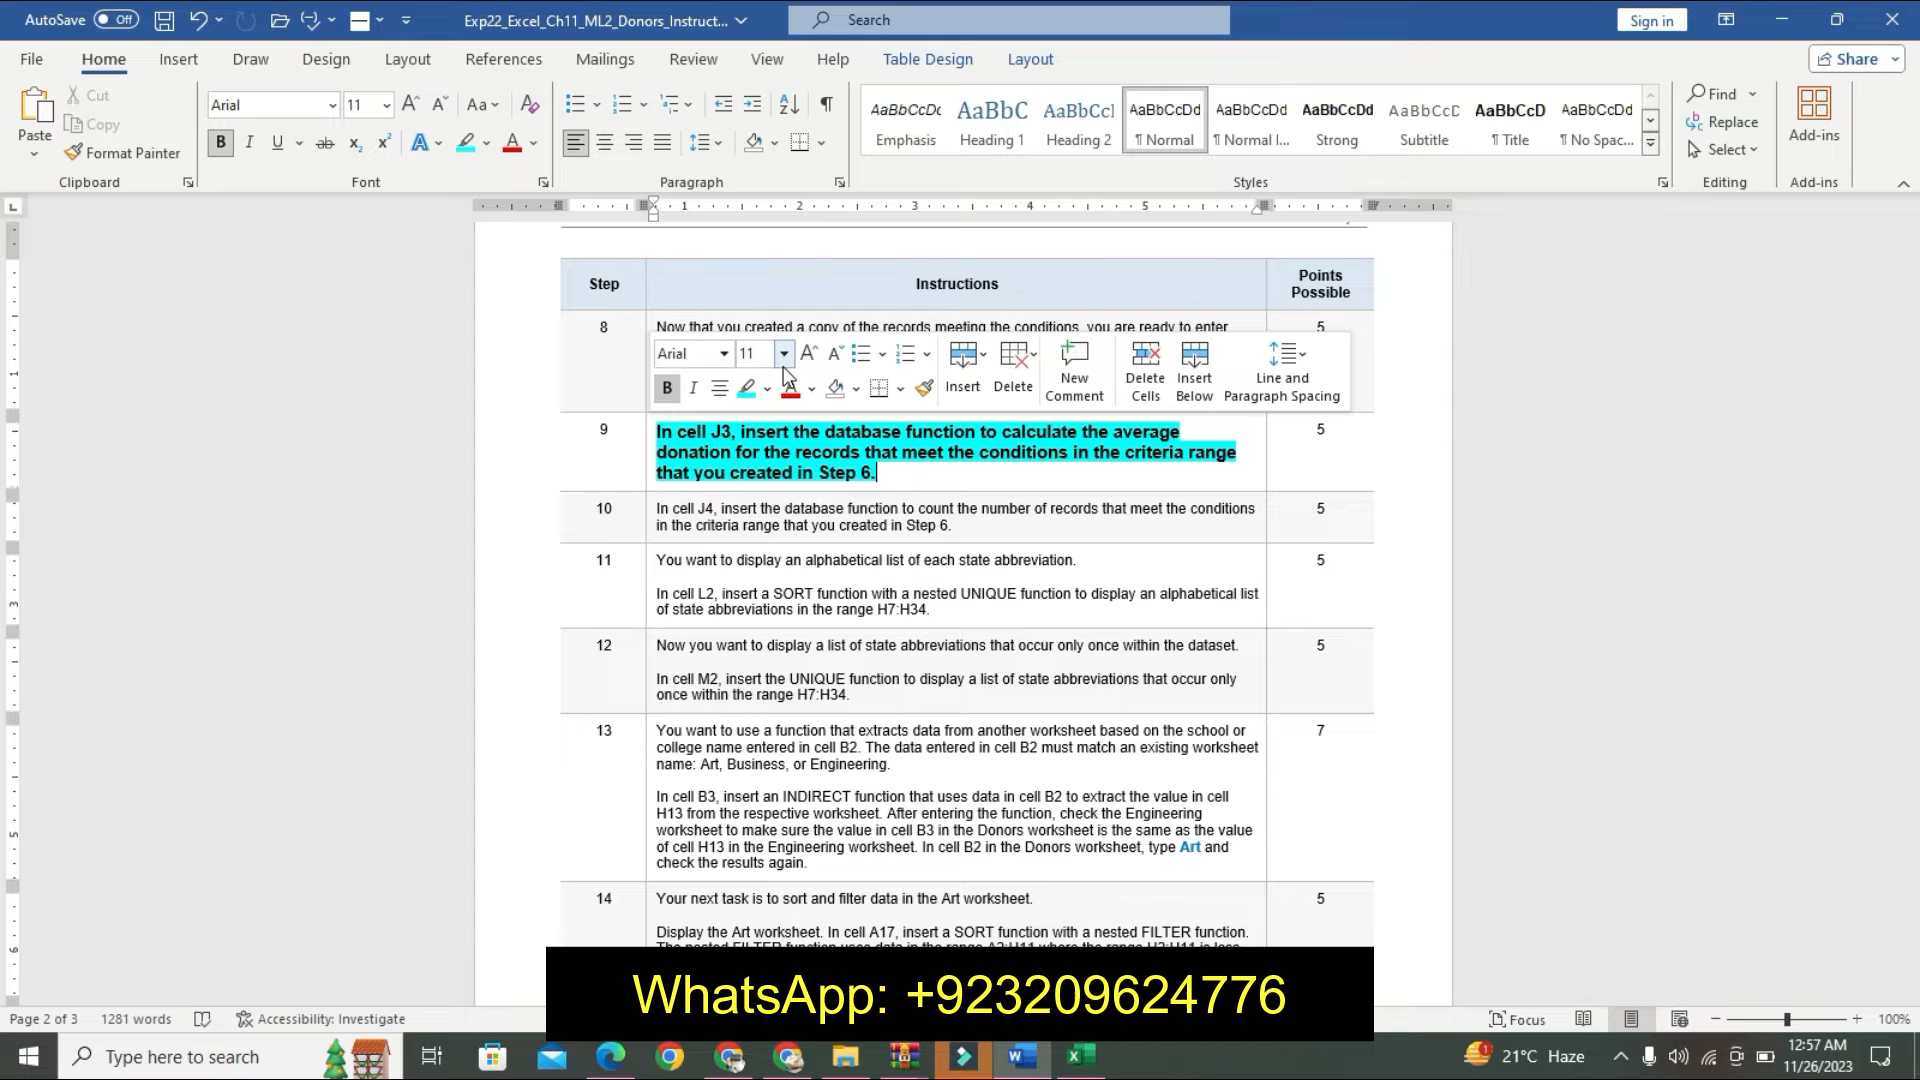 AutoSave Off Exp22_Excel_Ch11_ML2_Donors_Instruct... Search Sign in
File Home Insert Draw Design Layout References Mailings Review View Help Table Design Layout Share
Paste Cut Copy Format Painter
Clipboard
Arial 11 Aa
B I U ab x₂ x² A A
Font
Paragraph
AaBbCcDc AaBbC AaBbCcI AaBbCcDd AaBbCcDd AaBbCcDd AaBbCcD AaBbCcD AaBbCcDd
Emphasis Heading 1 Heading 2 ¶ Normal ¶ Normal I... Strong Subtitle ¶ Title ¶ No Spac...
Styles
Find
Replace
Select
Editing
Add-ins
Add-ins
1 2 3 4 5
Step Instructions Points Possible
8 Now that you created a copy of the records meeting the conditions, you are ready to enter 5
Arial 11 Insert Delete New Comment Delete Cells Insert Below Line and Paragraph Spacing
B I A
9 In cell J3, insert the database function to calculate the average 5
donation for the records that meet the conditions in the criteria range
that you created in Step 6.
10 In cell J4, insert the database function to count the number of records that meet the conditions 5
in the criteria range that you created in Step 6.
11 You want to display an alphabetical list of each state abbreviation. 5
In cell L2, insert a SORT function with a nested UNIQUE function to display an alphabetical list
of state abbreviations in the range H7:H34.
12 Now you want to display a list of state abbreviations that occur only once within the dataset. 5
In cell M2, insert the UNIQUE function to display a list of state abbreviations that occur only
once within the range H7:H34.
13 You want to use a function that extracts data from another worksheet based on the school or 7
college name entered in cell B2. The data entered in cell B2 must match an existing worksheet
name: Art, Business, or Engineering.
In cell B3, insert an INDIRECT function that uses data in cell B2 to extract the value in cell
H13 from the respective worksheet. After entering the function, check the Engineering
worksheet to make sure the value in cell B3 in the Donors worksheet is the same as the value
of cell H13 in the Engineering worksheet. In cell B2 in the Donors worksheet, type Art and
check the results again.
14 Your next task is to sort and filter data in the Art worksheet. 5
Display the Art worksheet. In cell A17, insert a SORT function with a nested FILTER function.
WhatsApp: +923209624776
Page 2 of 3 1281 words Accessibility: Investigate Focus 100%
Type here to search 21°C Haze 12:57 AM
11/26/2023